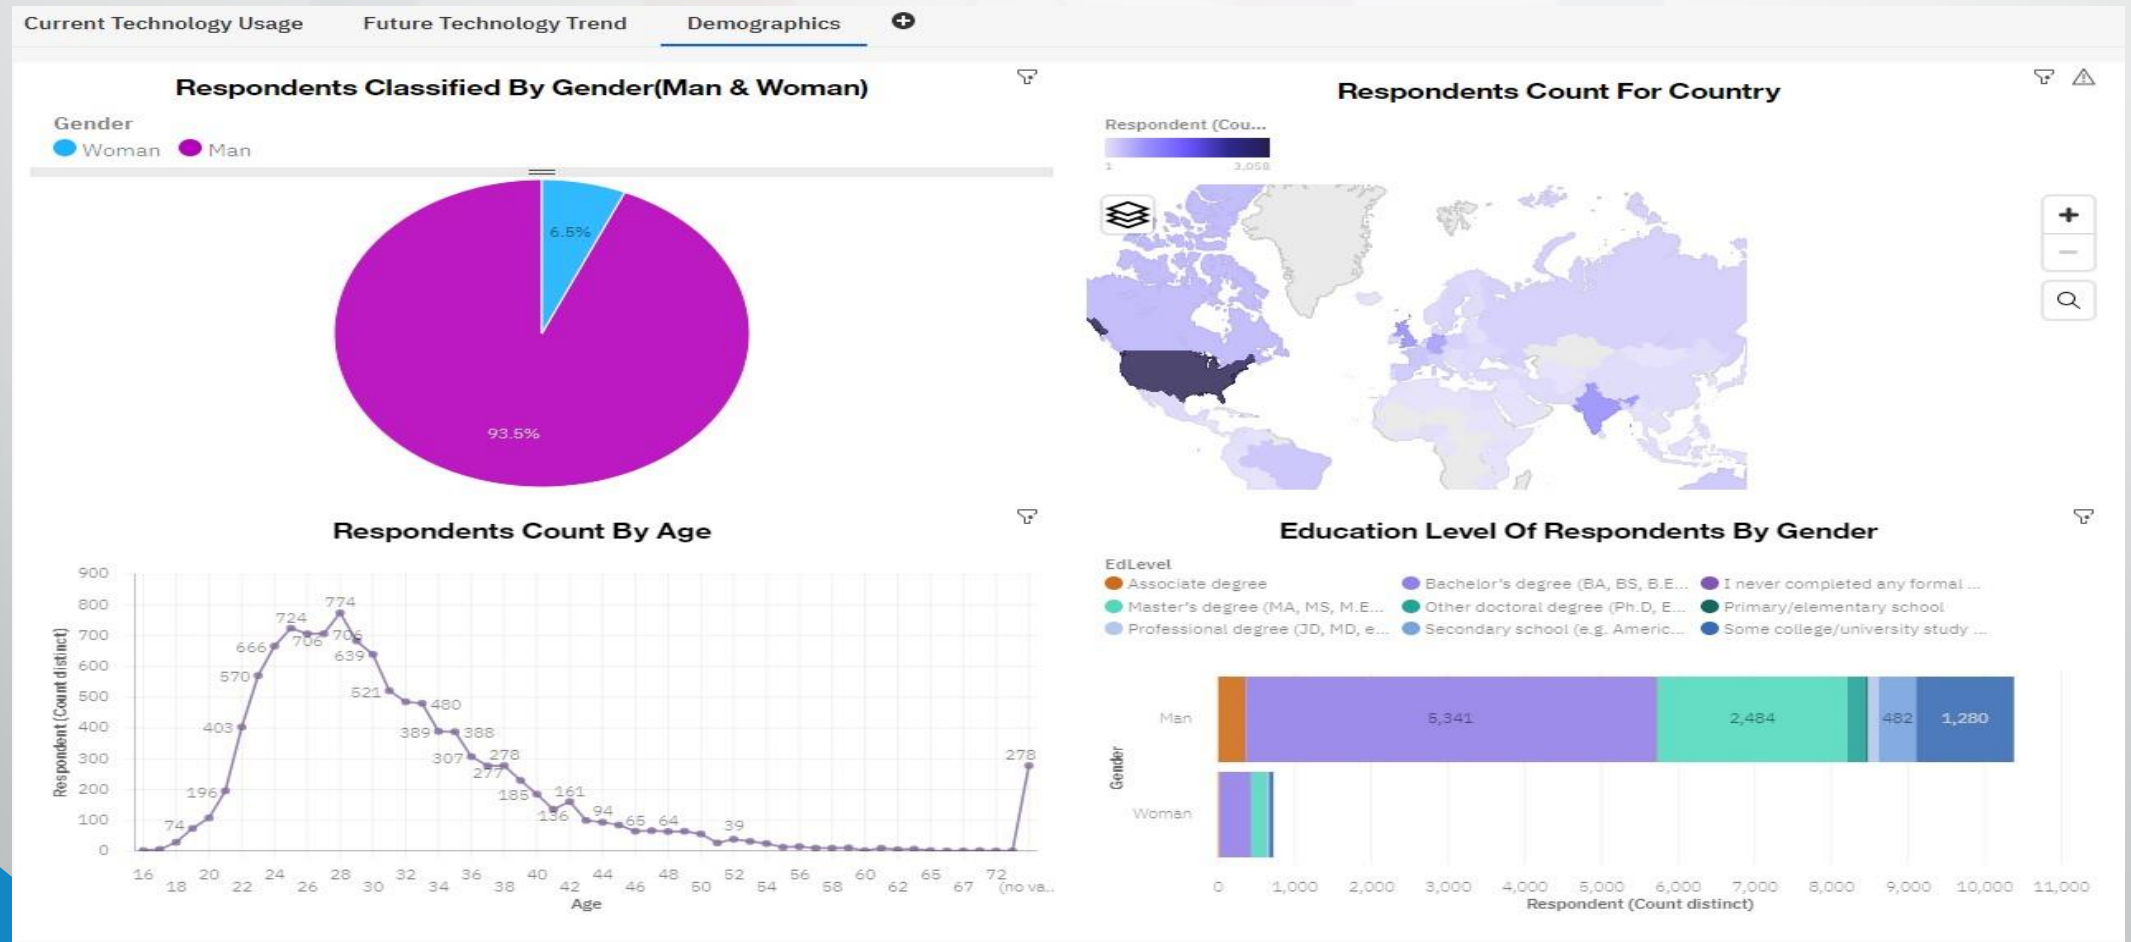 Current Technology Usage Future Technology Trend Demographics
Respondents Classified By Gender(Man & Woman)
Gender
Woman Man
6.5%
93.5%
Respondents Count For Country
Respondent (Cou...
1 3,058
Respondents Count By Age
Respondent (Count distinct)
900
800
700
600
500
400
300
200
100
0
74
196
403
570
666
724
706
774
706
639
521
480
389
388
307
277
278
185
136
161
94
65
64
39
278
16 18 20 22 24 26 28 30 32 34 36 38 40 42 44 46 48 50 52 54 56 58 60 62 65 67 72 (no va..
Age
Education Level Of Respondents By Gender
EdLevel
Associate degree Bachelor's degree (BA, BS, B.E... I never completed any formal ...
Master's degree (MA, MS, M.E... Other doctoral degree (Ph.D, E... Primary/elementary school
Professional degree (JD, MD, e... Secondary school (e.g. Americ... Some college/university study ...
Gender
Man 5,341 2,484 482 1,280
Woman
0 1,000 2,000 3,000 4,000 5,000 6,000 7,000 8,000 9,000 10,000 11,000
Respondent (Count distinct)